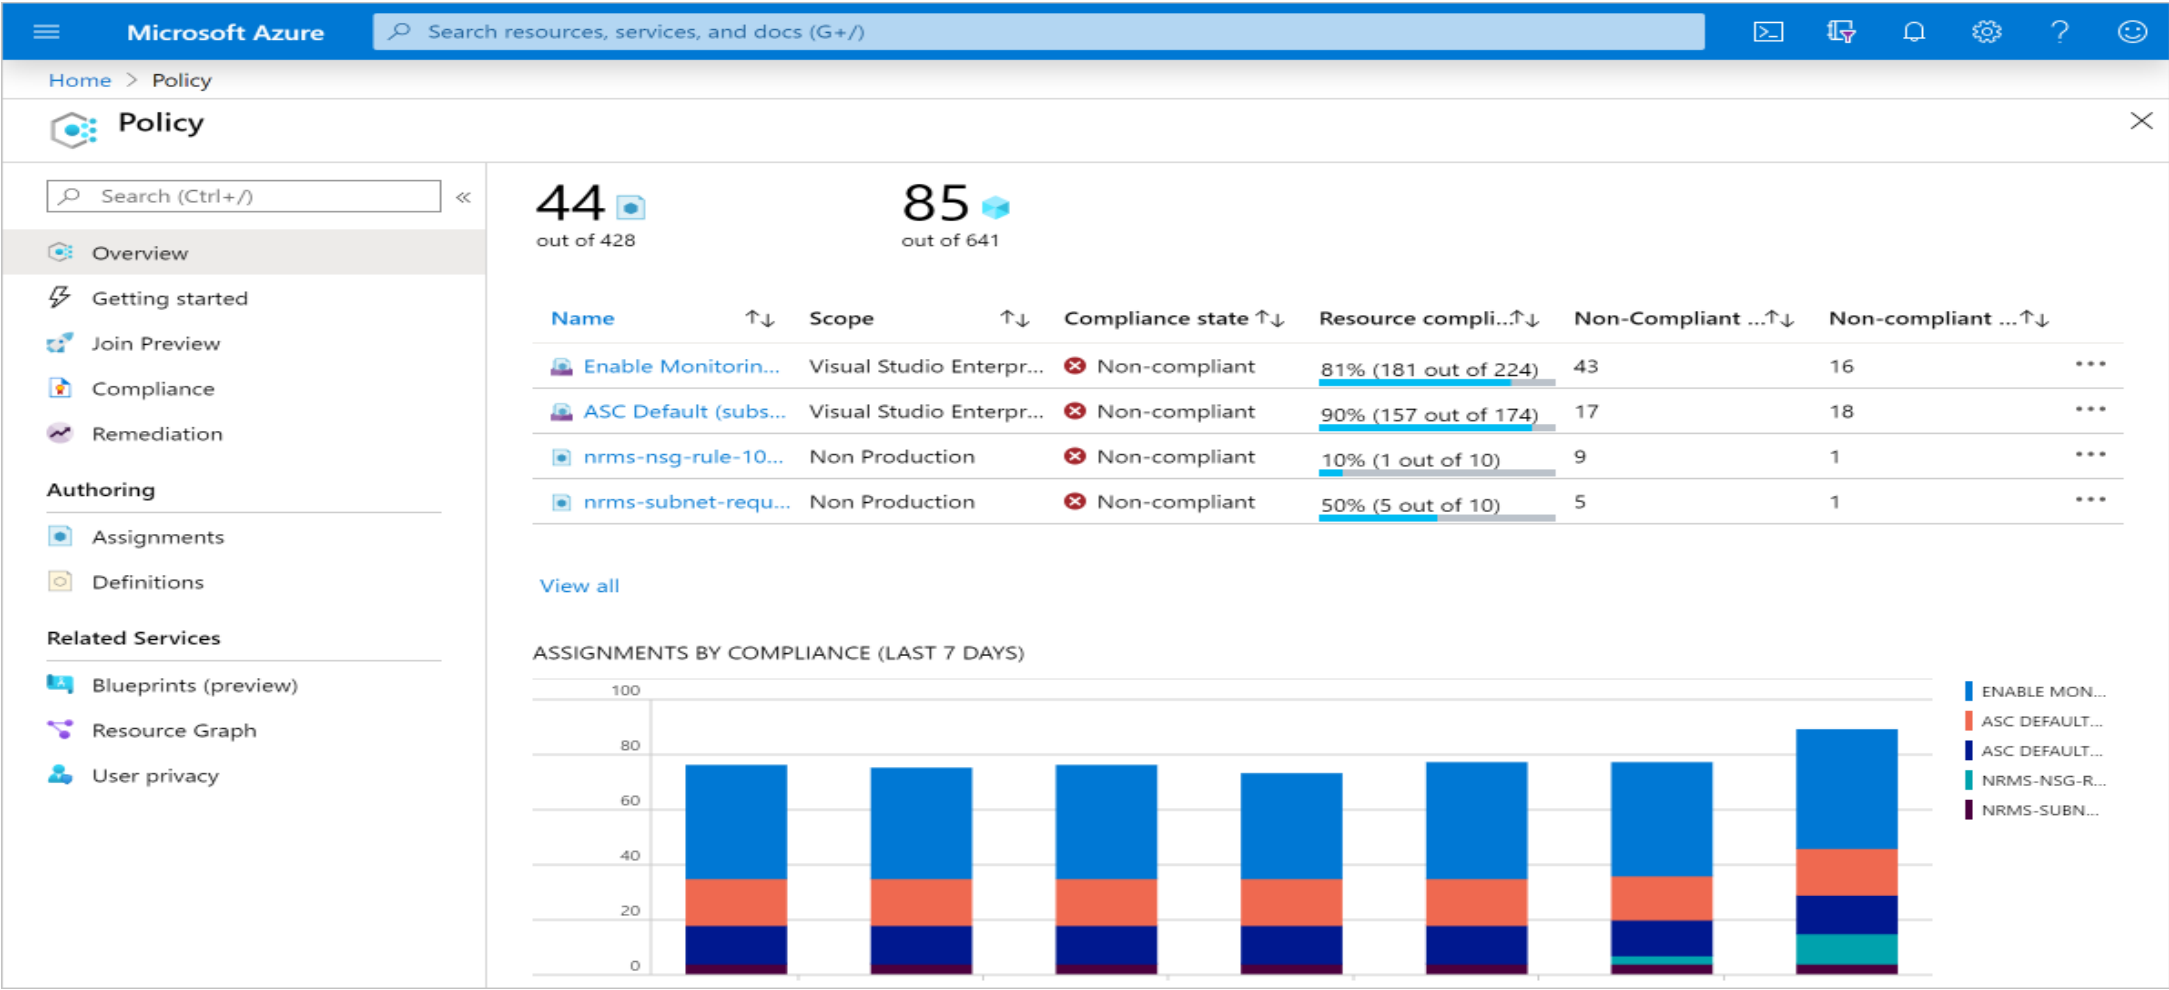 Microsoft Azure
Search resources, services, and docs (G+/)
Home > Policy
Policy
Search (Ctrl+/)
«
Overview
Getting started
Join Preview
Compliance
Remediation
Authoring
Assignments
Definitions
Related Services
Blueprints (preview)
Resource Graph
User privacy
44
out of 428
85
out of 641
Name ↑↓ Scope ↑↓ Compliance state ↑↓ Resource compli...↑↓ Non-Compliant ...↑↓ Non-compliant ...↑↓
Enable Monitorin... Visual Studio Enterpr... Non-compliant 81% (181 out of 224) 43 16 ...
ASC Default (subs... Visual Studio Enterpr... Non-compliant 90% (157 out of 174) 17 18 ...
nrms-nsg-rule-10... Non Production Non-compliant 10% (1 out of 10) 9 1 ...
nrms-subnet-requ... Non Production Non-compliant 50% (5 out of 10) 5 1 ...
View all
ASSIGNMENTS BY COMPLIANCE (LAST 7 DAYS)
100
80
60
40
20
0
ENABLE MON...
ASC DEFAULT...
ASC DEFAULT...
NRMS-NSG-R...
NRMS-SUBN...